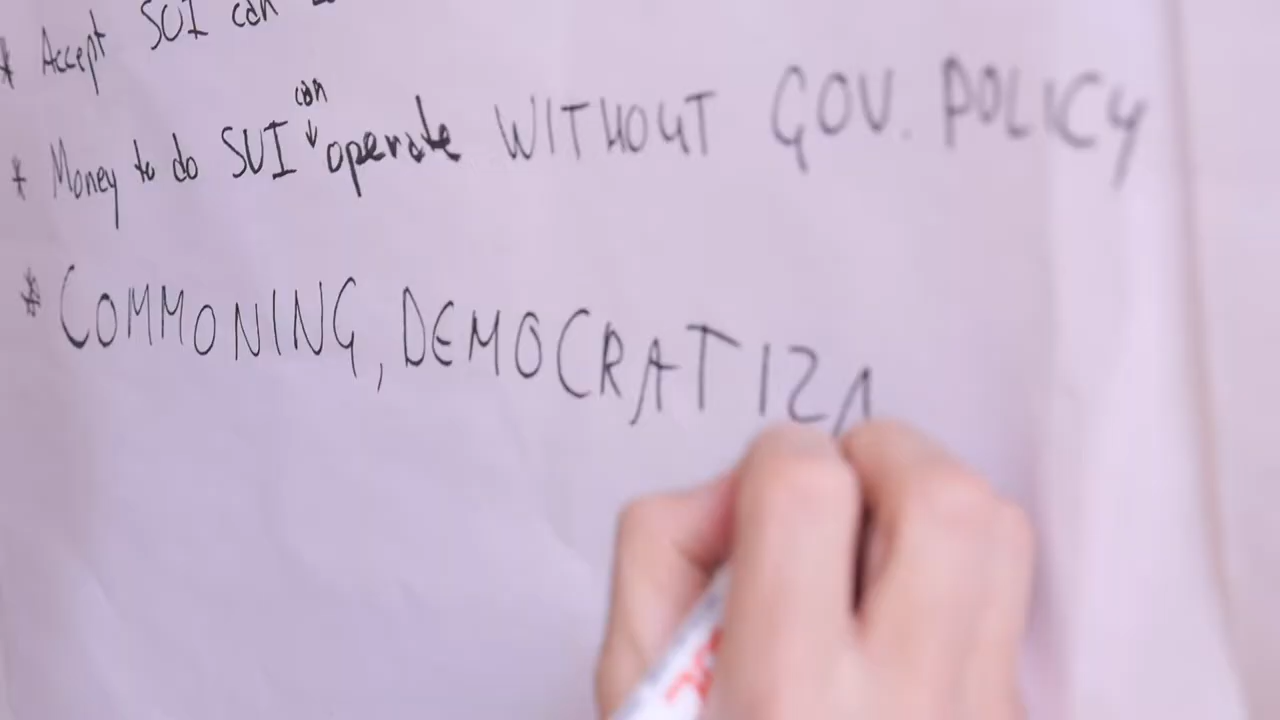 * Accept SUI can
can
* Money to do SUI operate WITHOUT GOV. POLICY
* COMMONING, DEMOCRATIZA